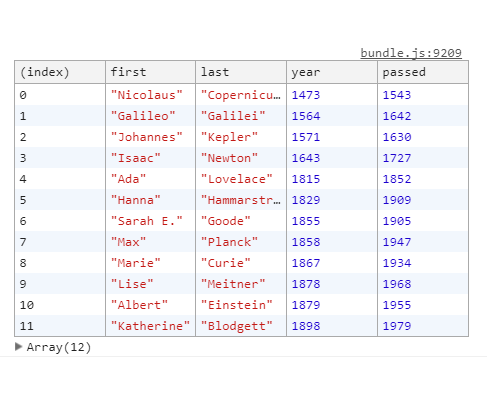 bundle.js:9209
(index) first last year passed
0 "Nicolaus" "Copernicu… 1473 1543
1 "Galileo" "Galilei" 1564 1642
2 "Johannes" "Kepler" 1571 1630
3 "Isaac" "Newton" 1643 1727
4 "Ada" "Lovelace" 1815 1852
5 "Hanna" "Hammarstr… 1829 1909
6 "Sarah E." "Goode" 1855 1905
7 "Max" "Planck" 1858 1947
8 "Marie" "Curie" 1867 1934
9 "Lise" "Meitner" 1878 1968
10 "Albert" "Einstein" 1879 1955
11 "Katherine" "Blodgett" 1898 1979
Array(12)